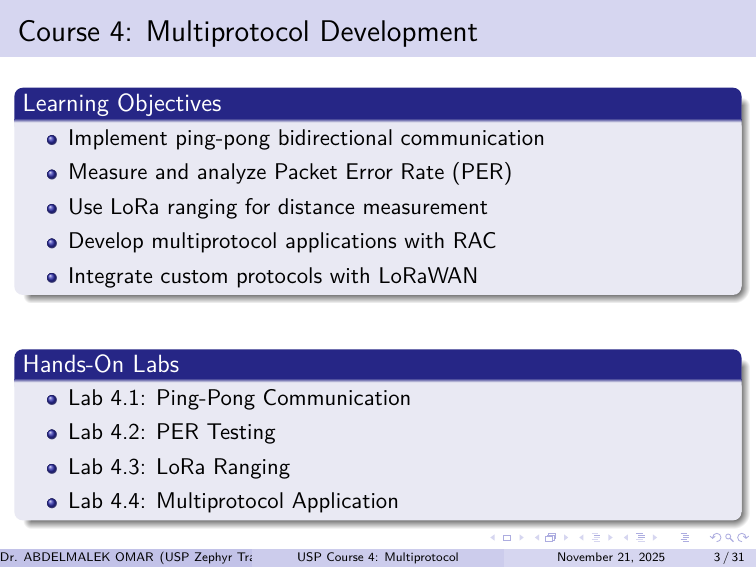 Course 4: Multiprotocol Development
Learning Objectives
Implement ping-pong bidirectional communication
Measure and analyze Packet Error Rate (PER)
Use LoRa ranging for distance measurement
Develop multiprotocol applications with RAC
Integrate custom protocols with LoRaWAN
Hands-On Labs
Lab 4.1: Ping-Pong Communication
Lab 4.2: PER Testing
Lab 4.3: LoRa Ranging
Lab 4.4: Multiprotocol Application
Dr. ABDELMALEK OMAR (USP Zephyr Tra
USP Course 4: Multiprotocol
November 21, 2025
3 / 31